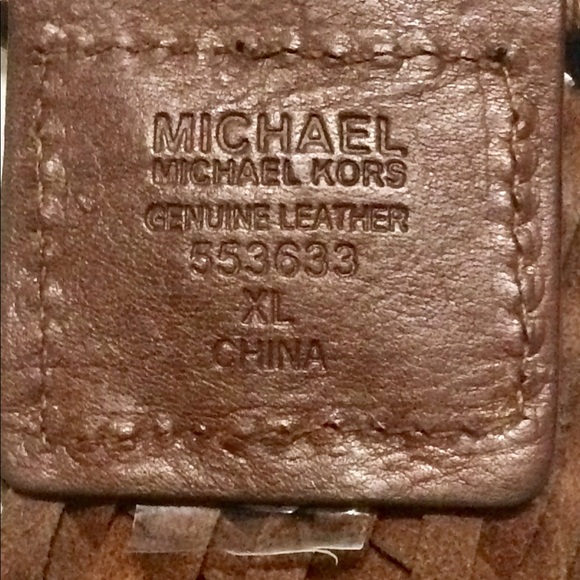 MICHAEL
MICHAEL KORS
GENUINE LEATHER
553633
XL
CHINA